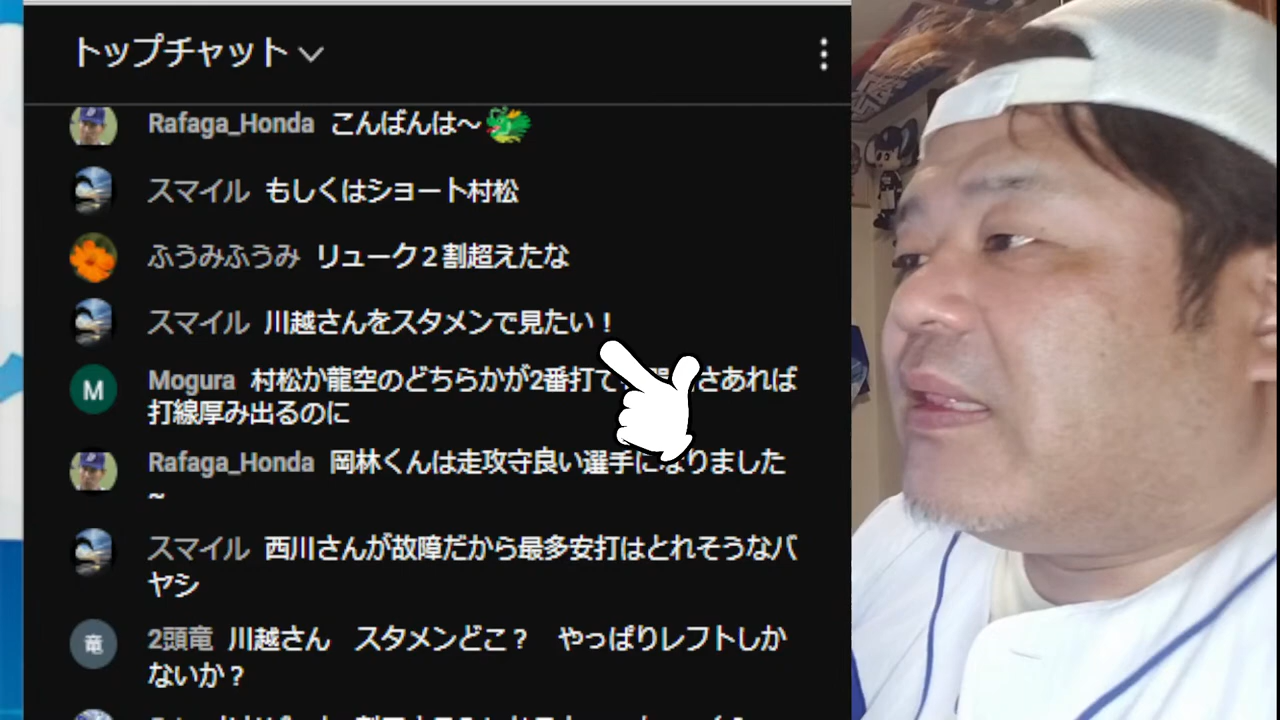 トップチャット
Rafaga_Honda こんばんは～
スマイル もしくはショート村松
ふうみふうみ リューク２割超えたな
スマイル 川越さんをスタメンで見たい！
M Mogura 村松か龍空のどちらかが2番打て さあれば
打線厚み出るのに
Rafaga_Honda 岡林くんは走攻守良い選手になりました
~
スマイル 西川さんが故障だから最多安打はとれそうなバ
ヤシ
竜 2頭竜 川越さん　スタメンどこ？　やっぱりレフトしか
ないか？